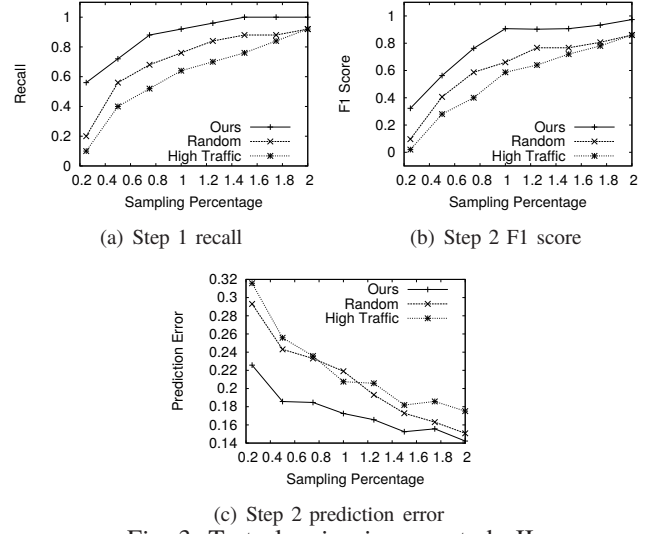 1
0.8
0.6
0.4
0.2
0
Recall
Ours
Random
High Traffic
0.2 0.4 0.6 0.8 1 1.2 1.4 1.6 1.8 2
Sampling Percentage
(a) Step 1 recall
1
0.8
0.6
0.4
0.2
0
F1 Score
Ours
Random
High Traffic
0.2 0.4 0.6 0.8 1 1.2 1.4 1.6 1.8 2
Sampling Percentage
(b) Step 2 F1 score
0.32
0.3
0.28
0.26
0.24
0.22
0.2
0.18
0.16
0.14
Prediction Error
Ours
Random
High Traffic
0.2 0.4 0.6 0.8 1 1.2 1.4 1.6 1.8 2
Sampling Percentage
(c) Step 2 prediction error